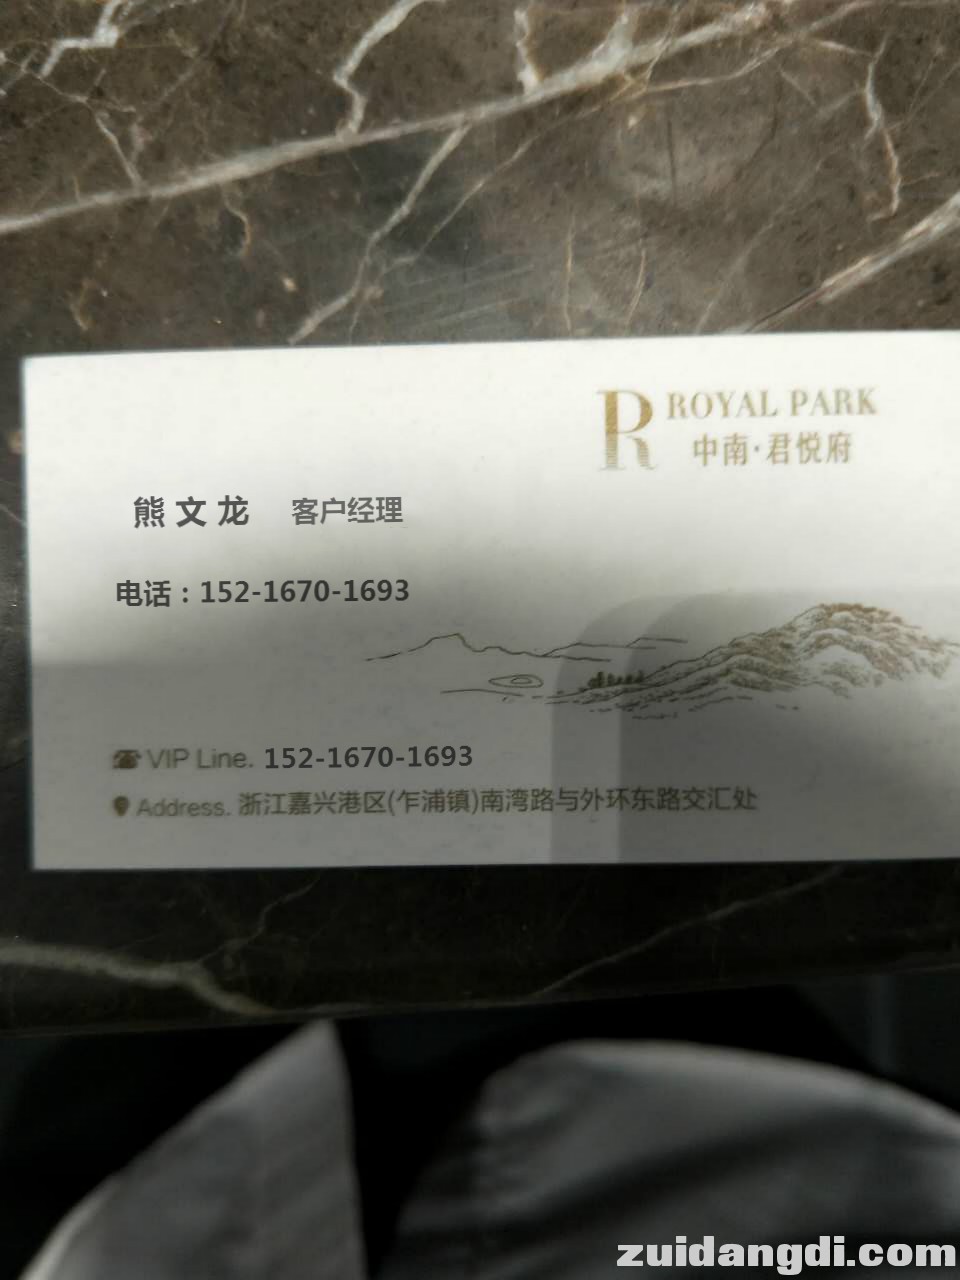 R ROYAL PARK
中南·君悦府
熊文龙 客户经理
电话：152-1670-1693
VIP Line. 152-1670-1693
Address. 浙江嘉兴港区(乍浦镇)南湾路与外环东路交汇处
zuidangdi.com